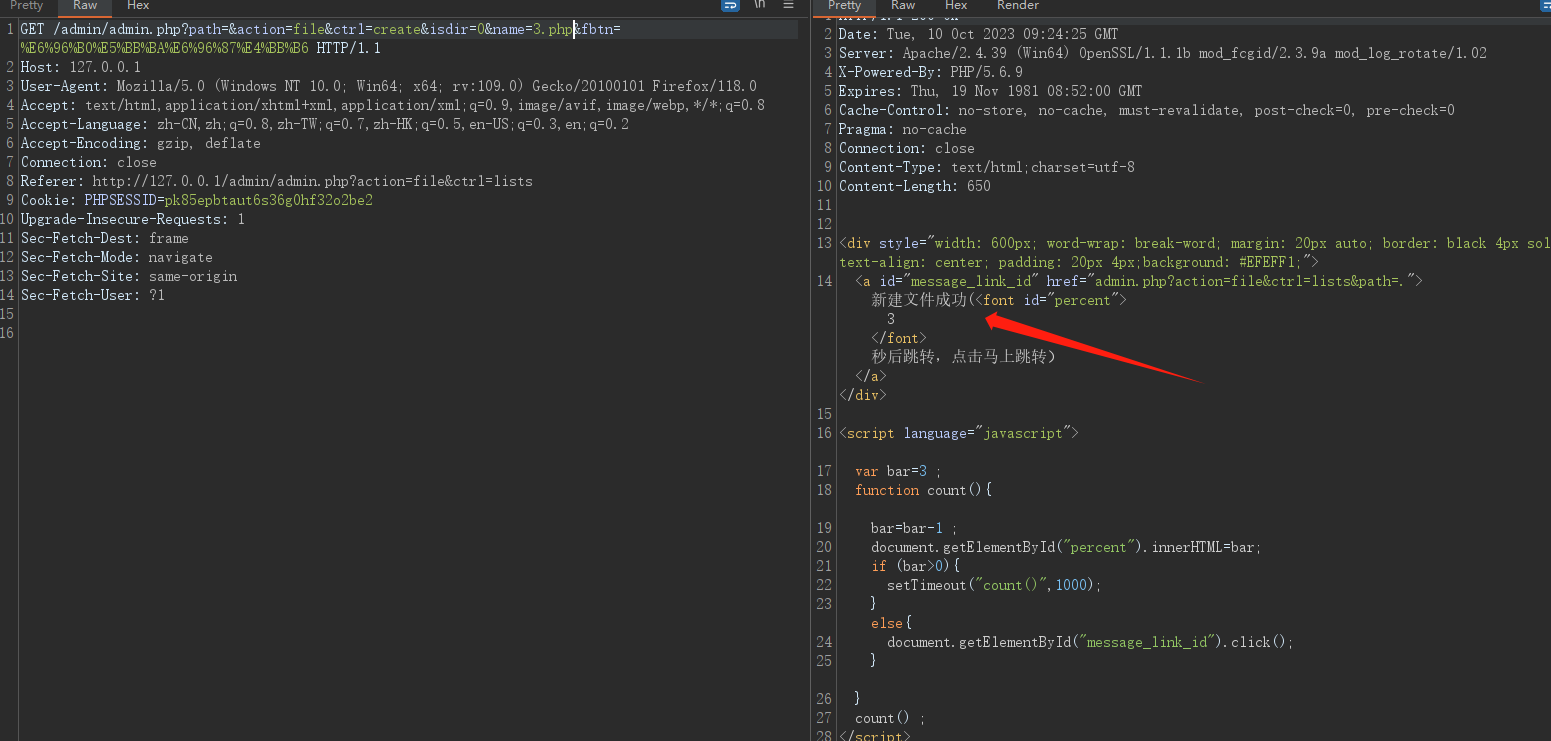 Pretty Raw Hex \n ☰
1 GET /admin/admin.php?path=&action=file&ctrl=create&isdir=0&name=3.php&fbtn=
%E6%96%B0%E5%BB%BA%E6%96%87%E4%BB%B6 HTTP/1.1
2 Host: 127.0.0.1
3 User-Agent: Mozilla/5.0 (Windows NT 10.0; Win64; x64; rv:109.0) Gecko/20100101 Firefox/118.0
4 Accept: text/html,application/xhtml+xml,application/xml;q=0.9,image/avif,image/webp,*/*;q=0.8
5 Accept-Language: zh-CN,zh;q=0.8,zh-TW;q=0.7,zh-HK;q=0.5,en-US;q=0.3,en;q=0.2
6 Accept-Encoding: gzip, deflate
7 Connection: close
8 Referer: http://127.0.0.1/admin/admin.php?action=file&ctrl=lists
9 Cookie: PHPSESSID=pk85epbtaut6s36g0hf32o2be2
10 Upgrade-Insecure-Requests: 1
11 Sec-Fetch-Dest: frame
12 Sec-Fetch-Mode: navigate
13 Sec-Fetch-Site: same-origin
14 Sec-Fetch-User: ?1
15
16
Pretty Raw Hex Render
2 Date: Tue, 10 Oct 2023 09:24:25 GMT
3 Server: Apache/2.4.39 (Win64) OpenSSL/1.1.1b mod_fcgid/2.3.9a mod_log_rotate/1.02
4 X-Powered-By: PHP/5.6.9
5 Expires: Thu, 19 Nov 1981 08:52:00 GMT
6 Cache-Control: no-store, no-cache, must-revalidate, post-check=0, pre-check=0
7 Pragma: no-cache
8 Connection: close
9 Content-Type: text/html;charset=utf-8
10 Content-Length: 650
11
12
13 <div style="width: 600px; word-wrap: break-word; margin: 20px auto; border: black 4px sol
text-align: center; padding: 20px 4px;background: #EFEFF1;">
14 <a id="message_link_id" href="admin.php?action=file&ctrl=lists&path=.">
新建文件成功(<font id="percent">
3
</font>
秒后跳转，点击马上跳转)
</a>
</div>
15
16 <script language="javascript">
17 var bar=3 ;
18 function count(){
19 bar=bar-1 ;
20 document.getElementById("percent").innerHTML=bar;
21 if (bar>0){
22 setTimeout("count()",1000);
23 }
else{
24 document.getElementById("message_link_id").click();
25 }
26 }
27 count() ;
28 </script>